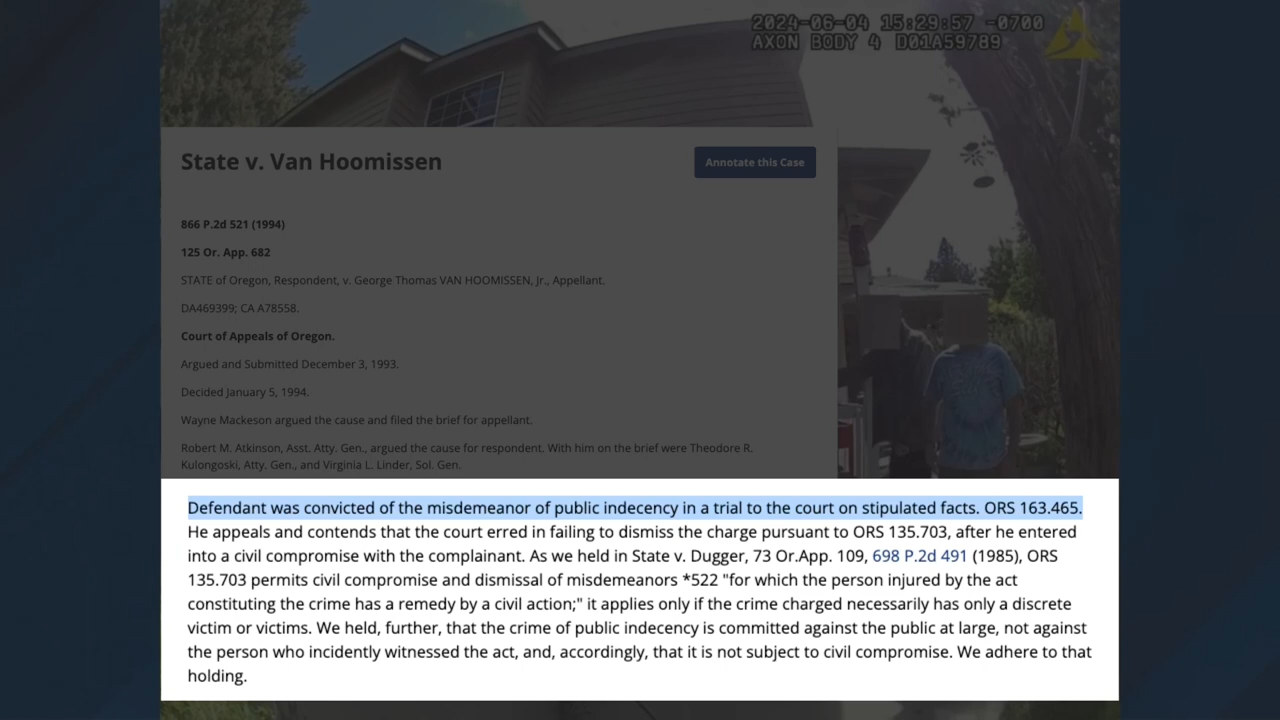 2024-06-04 15:29:57 -0700
AXON BODY 4 D01A59789
State v. Van Hoomissen
Annotate this Case
866 P.2d 521 (1994)
125 Or. App. 682
STATE of Oregon, Respondent, v. George Thomas VAN HOOMISSEN, Jr., Appellant.
DA469399; CA A78558.
Court of Appeals of Oregon.
Argued and Submitted December 3, 1993.
Decided January 5, 1994.
Wayne Mackeson argued the cause and filed the brief for appellant.
Robert M. Atkinson, Asst. Atty. Gen., argued the cause for respondent. With him on the brief were Theodore R.
Kulongoski, Atty. Gen., and Virginia L. Linder, Sol. Gen.
Defendant was convicted of the misdemeanor of public indecency in a trial to the court on stipulated facts. ORS 163.465.
He appeals and contends that the court erred in failing to dismiss the charge pursuant to ORS 135.703, after he entered
into a civil compromise with the complainant. As we held in State v. Dugger, 73 Or.App. 109, 698 P.2d 491 (1985), ORS
135.703 permits civil compromise and dismissal of misdemeanors *522 "for which the person injured by the act
constituting the crime has a remedy by a civil action;" it applies only if the crime charged necessarily has only a discrete
victim or victims. We held, further, that the crime of public indecency is committed against the public at large, not against
the person who incidently witnessed the act, and, accordingly, that it is not subject to civil compromise. We adhere to that
holding.